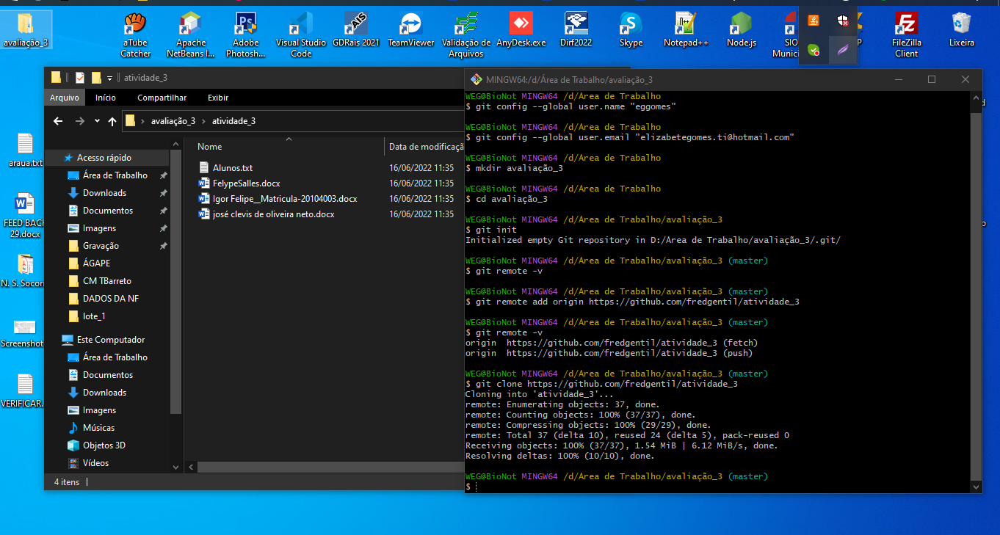 avaliação_3
aTube
Catcher
Apache
NetBeans I...
Adobe
Photosh...
Visual Studio
Code
GDRais 2021
TeamViewer
Validação de
Arquivos
AnyDesk.exe
Dirf2022
Skype
Notepad++
Node.js
SIO
Munici
P
FileZilla
Client
Lixeira
araua.txt
FEED BACK
29.docx
N. S. Socorr
Screenshot
VERIFICAR.
atividade_3
Arquivo
Início
Compartilhar
Exibir
avaliação_3 > atividade_3
Acesso rápido
Área de Trabalho
Downloads
Documentos
Imagens
Gravação
ÁGAPE
CM TBarreto
DADOS DA NF
lote_1
Este Computador
Área de Trabalho
Documentos
Downloads
Imagens
Músicas
Objetos 3D
Vídeos
Nome
Data de modificaçã
Alunos.txt 16/06/2022 11:35
FelypeSalles.docx 16/06/2022 11:35
Igor Felipe__Matricula-20104003.docx 16/06/2022 11:35
josé clevis de oliveira neto.docx 16/06/2022 11:35
4 itens
MINGW64:/d/Área de Trabalho/avaliação_3
WEG@BioNot MINGW64 /d/Área de Trabalho
$ git config --global user.name "eggomes"
WEG@BioNot MINGW64 /d/Área de Trabalho
$ git config --global user.email "elizabetegomes.ti@hotmail.com"
WEG@BioNot MINGW64 /d/Área de Trabalho
$ mkdir avaliação_3
WEG@BioNot MINGW64 /d/Área de Trabalho
$ cd avaliação_3
WEG@BioNot MINGW64 /d/Área de Trabalho/avaliação_3
$ git init
Initialized empty Git repository in D:/Área de Trabalho/avaliação_3/.git/
WEG@BioNot MINGW64 /d/Área de Trabalho/avaliação_3 (master)
$ git remote -v
WEG@BioNot MINGW64 /d/Área de Trabalho/avaliação_3 (master)
$ git remote add origin https://github.com/fredgentil/atividade_3
WEG@BioNot MINGW64 /d/Área de Trabalho/avaliação_3 (master)
$ git remote -v
origin https://github.com/fredgentil/atividade_3 (fetch)
origin https://github.com/fredgentil/atividade_3 (push)
WEG@BioNot MINGW64 /d/Área de Trabalho/avaliação_3 (master)
$ git clone https://github.com/fredgentil/atividade_3
Cloning into 'atividade_3'...
remote: Enumerating objects: 37, done.
remote: Counting objects: 100% (37/37), done.
remote: Compressing objects: 100% (29/29), done.
remote: Total 37 (delta 10), reused 24 (delta 5), pack-reused 0
Receiving objects: 100% (37/37), 1.54 MiB | 6.12 MiB/s, done.
Resolving deltas: 100% (10/10), done.
WEG@BioNot MINGW64 /d/Área de Trabalho/avaliação_3 (master)
$